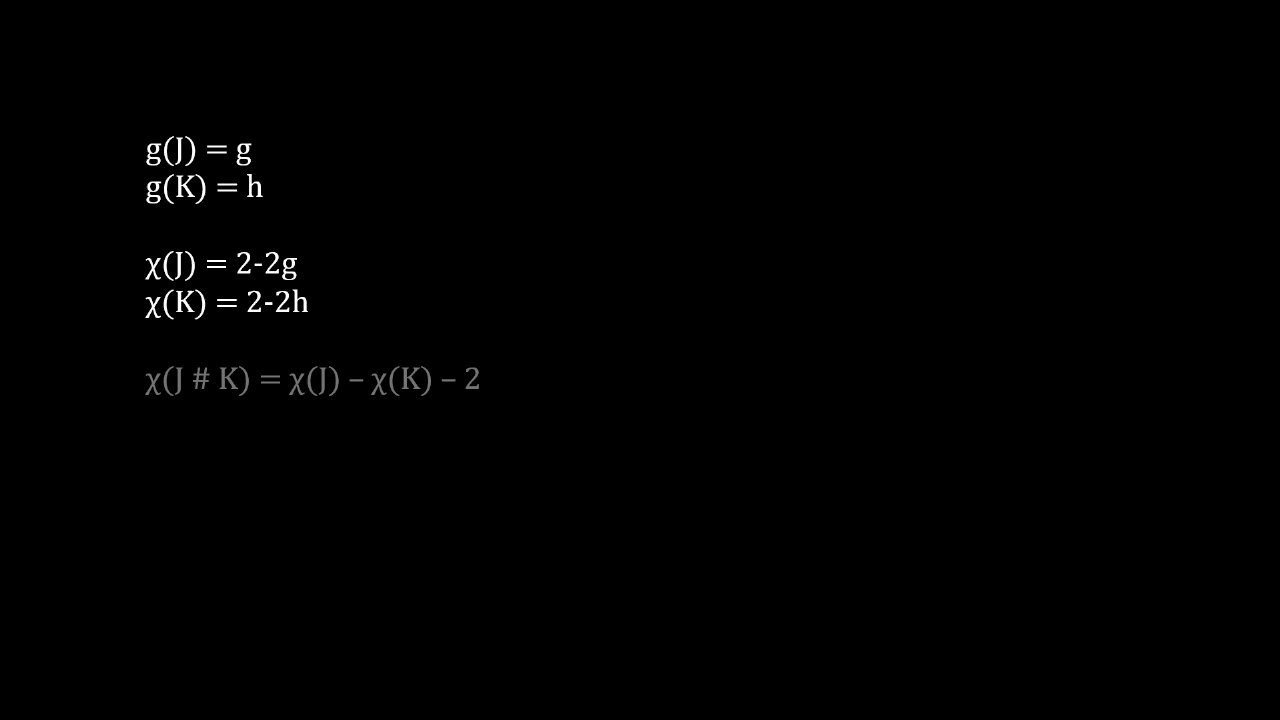 g(J) = g
g(K) = h
χ(J) = 2-2g
χ(K) = 2-2h
χ(J # K) = χ(J) – χ(K) – 2